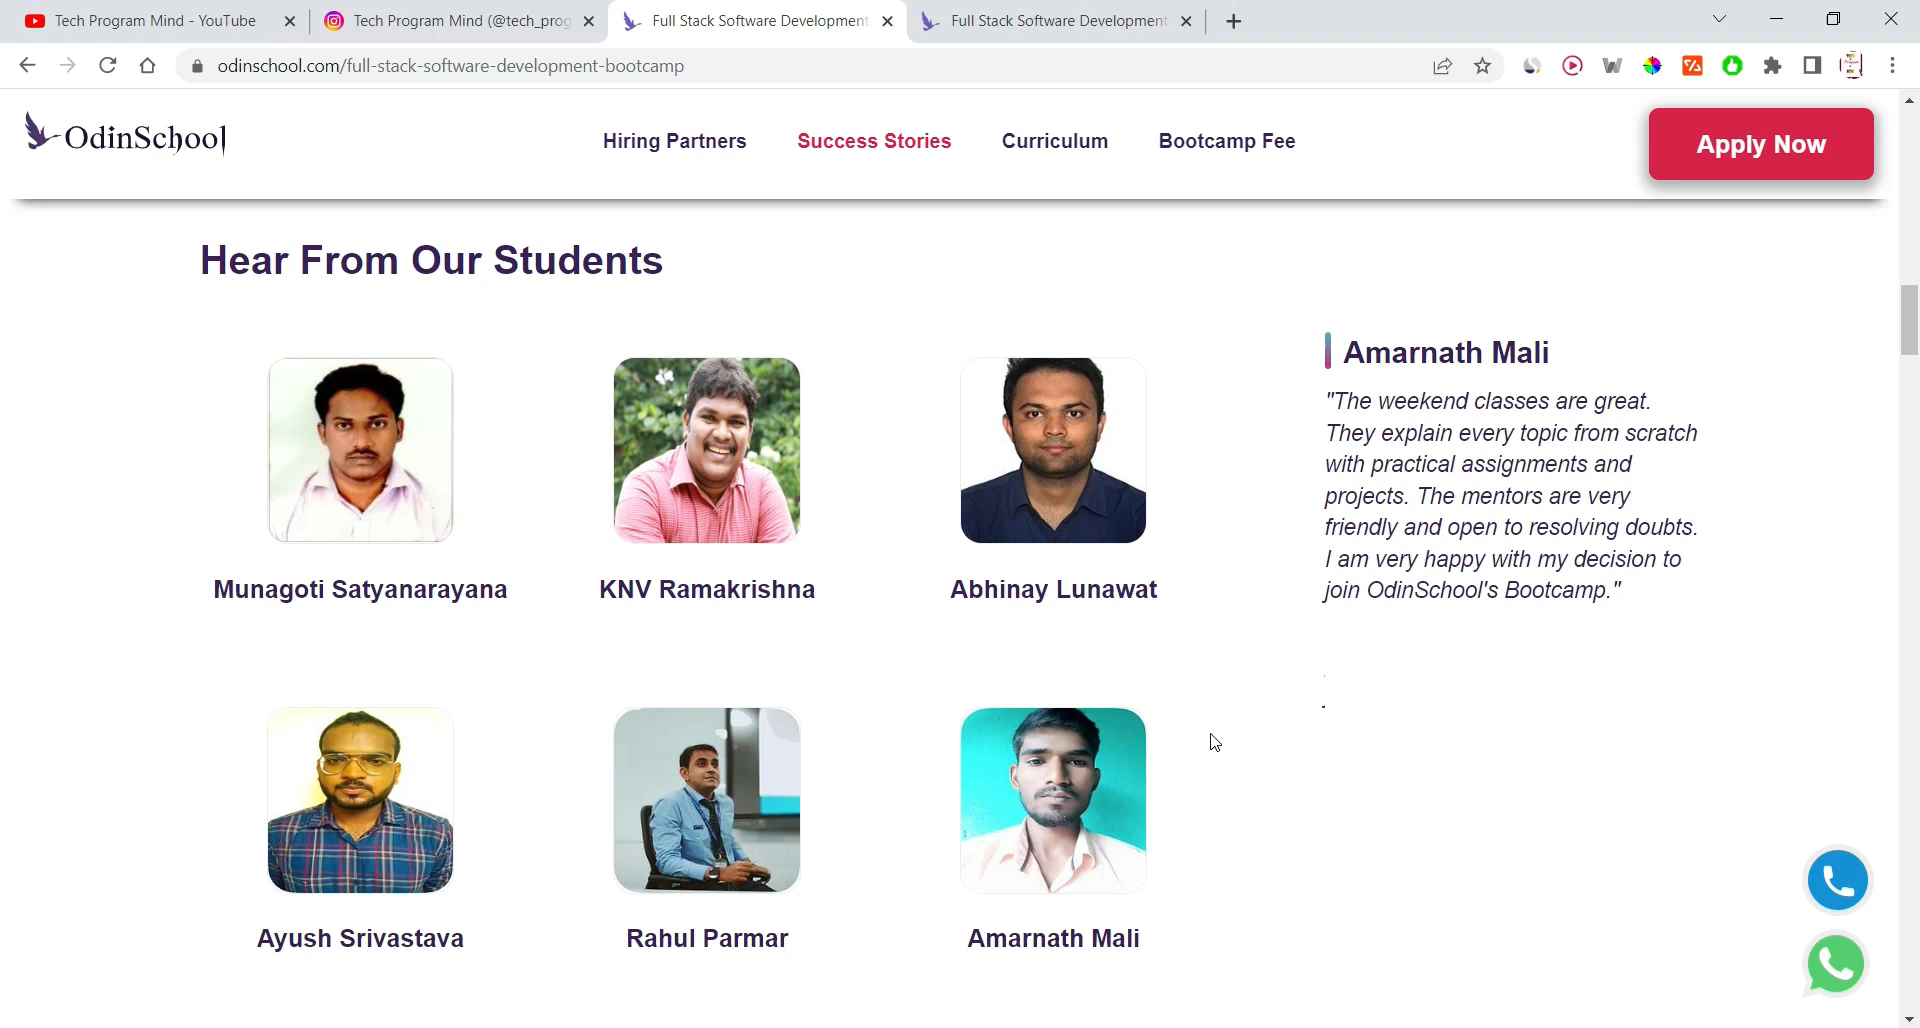 Tech Program Mind - YouTube
Tech Program Mind (@tech_prog
Full Stack Software Development
Full Stack Software Development
odinschool.com/full-stack-software-development-bootcamp
OdinSchool
Hiring Partners
Success Stories
Curriculum
Bootcamp Fee
Apply Now
Hear From Our Students
Munagoti Satyanarayana
KNV Ramakrishna
Abhinay Lunawat
Ayush Srivastava
Rahul Parmar
Amarnath Mali
Amarnath Mali
"The weekend classes are great.
They explain every topic from scratch
with practical assignments and
projects. The mentors are very
friendly and open to resolving doubts.
I am very happy with my decision to
join OdinSchool's Bootcamp."